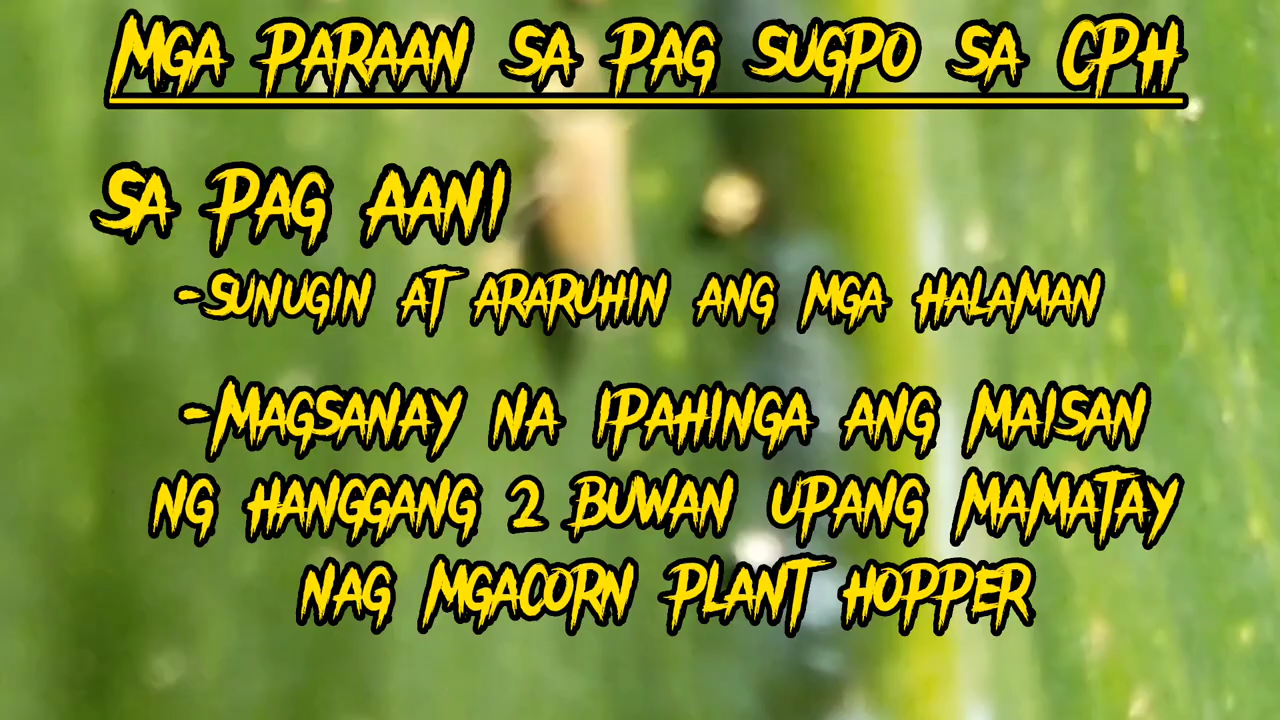 MGA PARAAN SA PAG SUGPO SA CPH
SA PAG AANI
-SUNUGIN AT ARARUHIN ANG MGA HALAMAN
-MAGSANAY NA IPAHINGA ANG MAISAN
NG HANGGANG 2 BUWAN UPANG MAMATAY
NAG MGACORN PLANT HOPPER